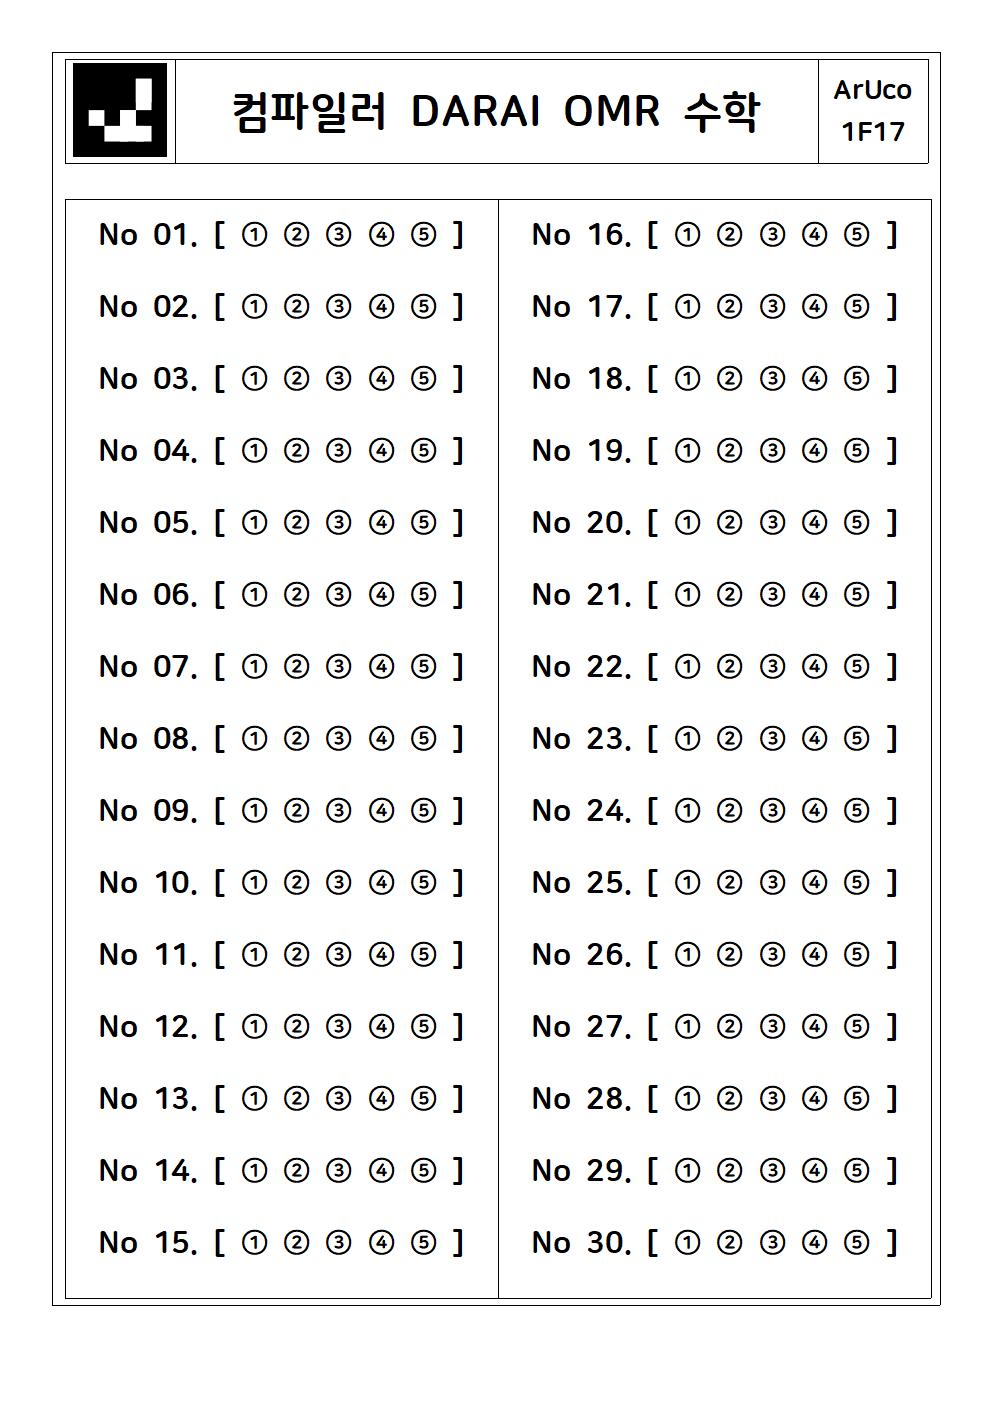 컴파일러 DARAI OMR 수학
ArUco
1F17
No 01. [ ① ② ③ ④ ⑤ ]
No 02. [ ① ② ③ ④ ⑤ ]
No 03. [ ① ② ③ ④ ⑤ ]
No 04. [ ① ② ③ ④ ⑤ ]
No 05. [ ① ② ③ ④ ⑤ ]
No 06. [ ① ② ③ ④ ⑤ ]
No 07. [ ① ② ③ ④ ⑤ ]
No 08. [ ① ② ③ ④ ⑤ ]
No 09. [ ① ② ③ ④ ⑤ ]
No 10. [ ① ② ③ ④ ⑤ ]
No 11. [ ① ② ③ ④ ⑤ ]
No 12. [ ① ② ③ ④ ⑤ ]
No 13. [ ① ② ③ ④ ⑤ ]
No 14. [ ① ② ③ ④ ⑤ ]
No 15. [ ① ② ③ ④ ⑤ ]
No 16. [ ① ② ③ ④ ⑤ ]
No 17. [ ① ② ③ ④ ⑤ ]
No 18. [ ① ② ③ ④ ⑤ ]
No 19. [ ① ② ③ ④ ⑤ ]
No 20. [ ① ② ③ ④ ⑤ ]
No 21. [ ① ② ③ ④ ⑤ ]
No 22. [ ① ② ③ ④ ⑤ ]
No 23. [ ① ② ③ ④ ⑤ ]
No 24. [ ① ② ③ ④ ⑤ ]
No 25. [ ① ② ③ ④ ⑤ ]
No 26. [ ① ② ③ ④ ⑤ ]
No 27. [ ① ② ③ ④ ⑤ ]
No 28. [ ① ② ③ ④ ⑤ ]
No 29. [ ① ② ③ ④ ⑤ ]
No 30. [ ① ② ③ ④ ⑤ ]